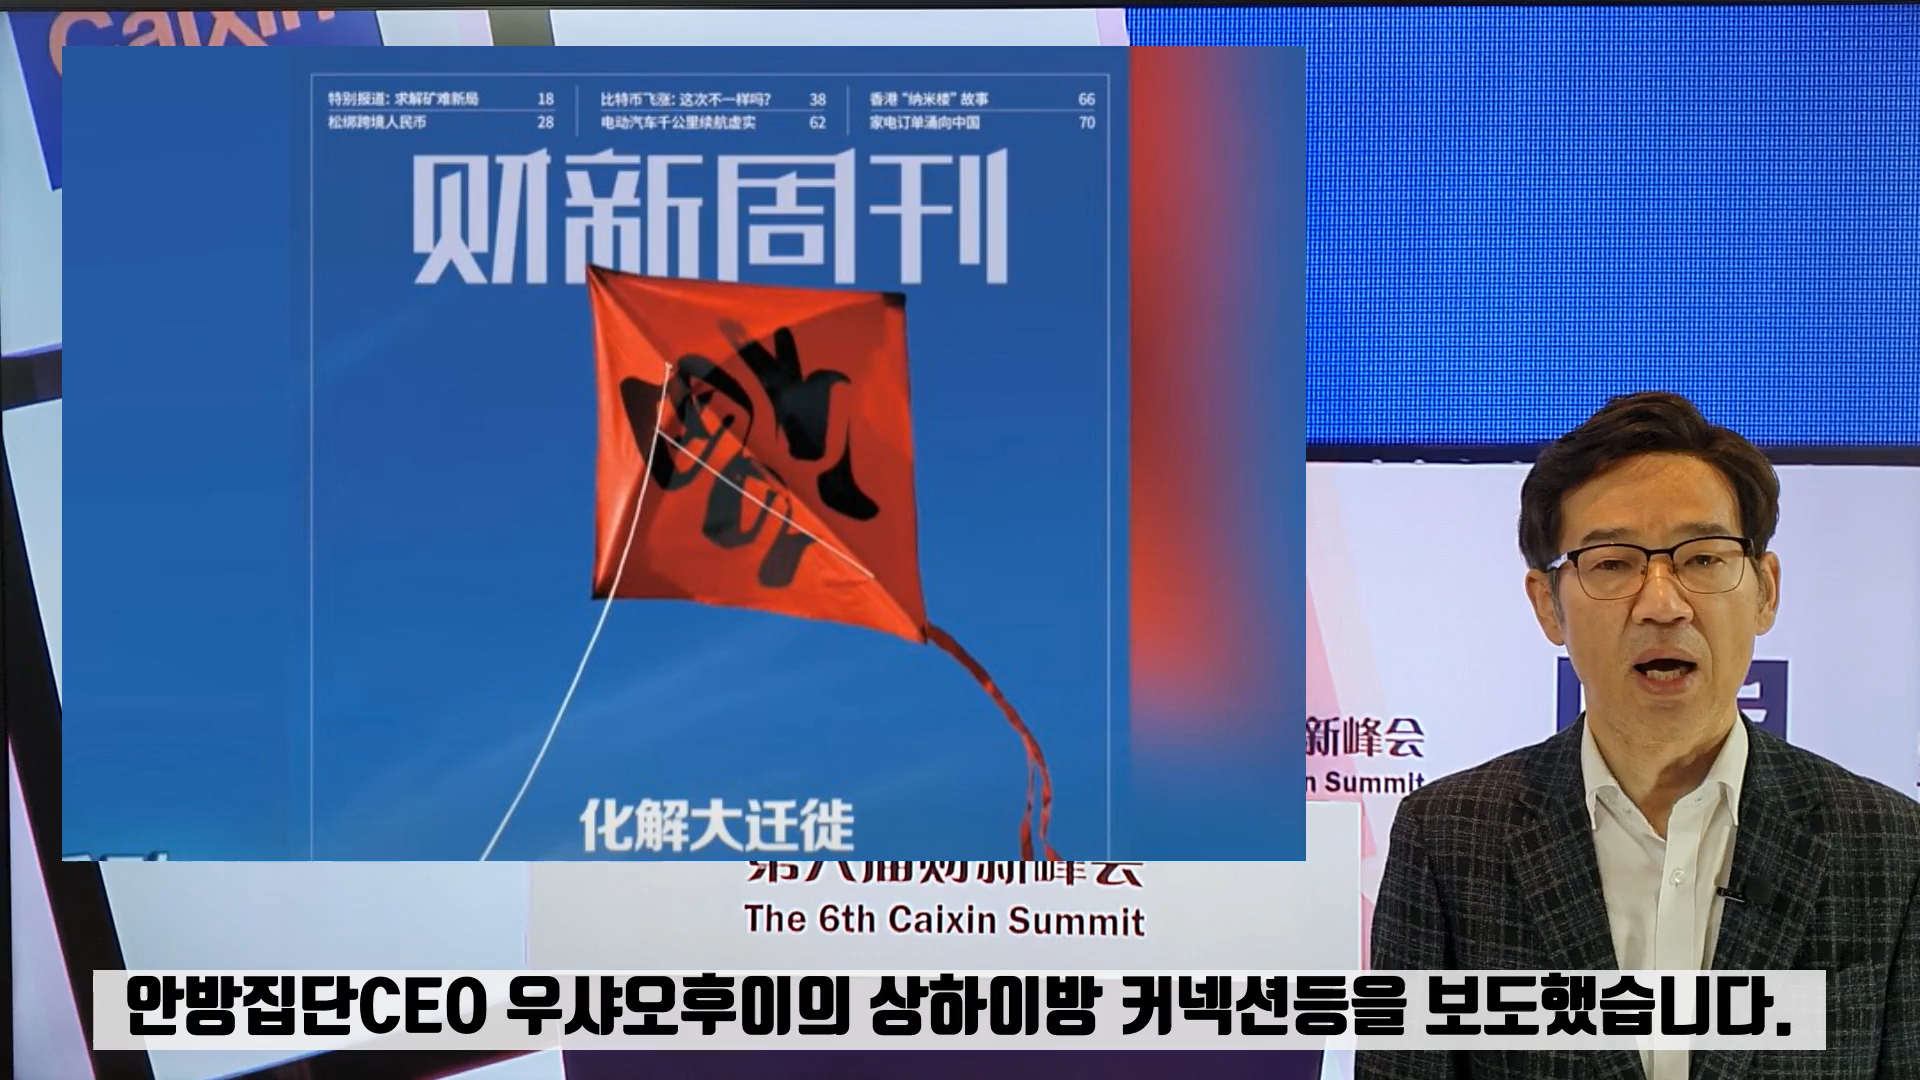 Caixin
特别报道：求解矿难新局 18
松绑跨境人民币 28
比特币飞涨：这次不一样吗？ 38
电动汽车千公里续航虚实 62
香港“纳米楼”故事 66
家电订单涌向中国 70
财新周刊
化解大迁徙
新峰会
n Summit
第六届财新峰会
The 6th Caixin Summit
안방집단CEO 우샤오후이의 상하이방 커넥션등을 보도했습니다.